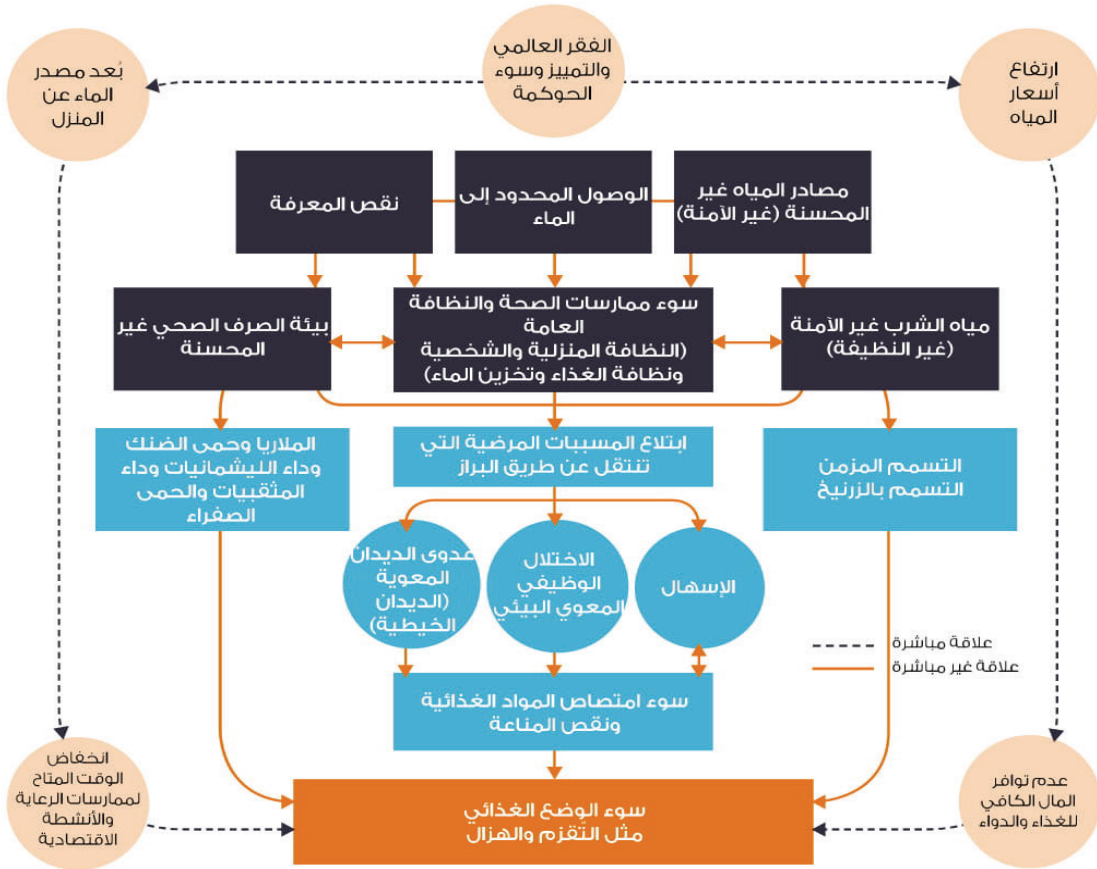 الفقر العالمي
والتمييز وسوء
الحوكمة
ارتفاع
أسعار
المياه
بُعد مصدر
الماء عن
المنزل
مصادر المياه غير
المحسنة (غير الآمنة)
الوصول المحدود إلى
الماء
نقص المعرفة
مياه الشرب غير الآمنة
(غير النظيفة)
سوء ممارسات الصحة والنظافة
العامة
(النظافة المنزلية والشخصية
ونظافة الغذاء وتخزين الماء)
بيئة الصرف الصحي غير
المحسنة
التسمم المزمن
التسمم بالزرنيخ
ابتلاع المسببات المرضية التي
تنتقل عن طريق البراز
الملاريا وحمى الضنك
وداء الليشمانيات وداء
المثقبيات والحمى
الصفراء
الإسهال
الاختلال
الوظيفي
المعوي البيئي
عدوى الديدان
المعوية
(الديدان
الخيطية)
علاقة مباشرة
علاقة غير مباشرة
سوء امتصاص المواد الغذائية
ونقص المناعة
عدم توافر
المال الكافي
للغذاء والدواء
سوء الوضع الغذائي
مثل التقزم والهزال
انخفاض
الوقت المتاح
لممارسات الرعاية
والأنشطة
الاقتصادية